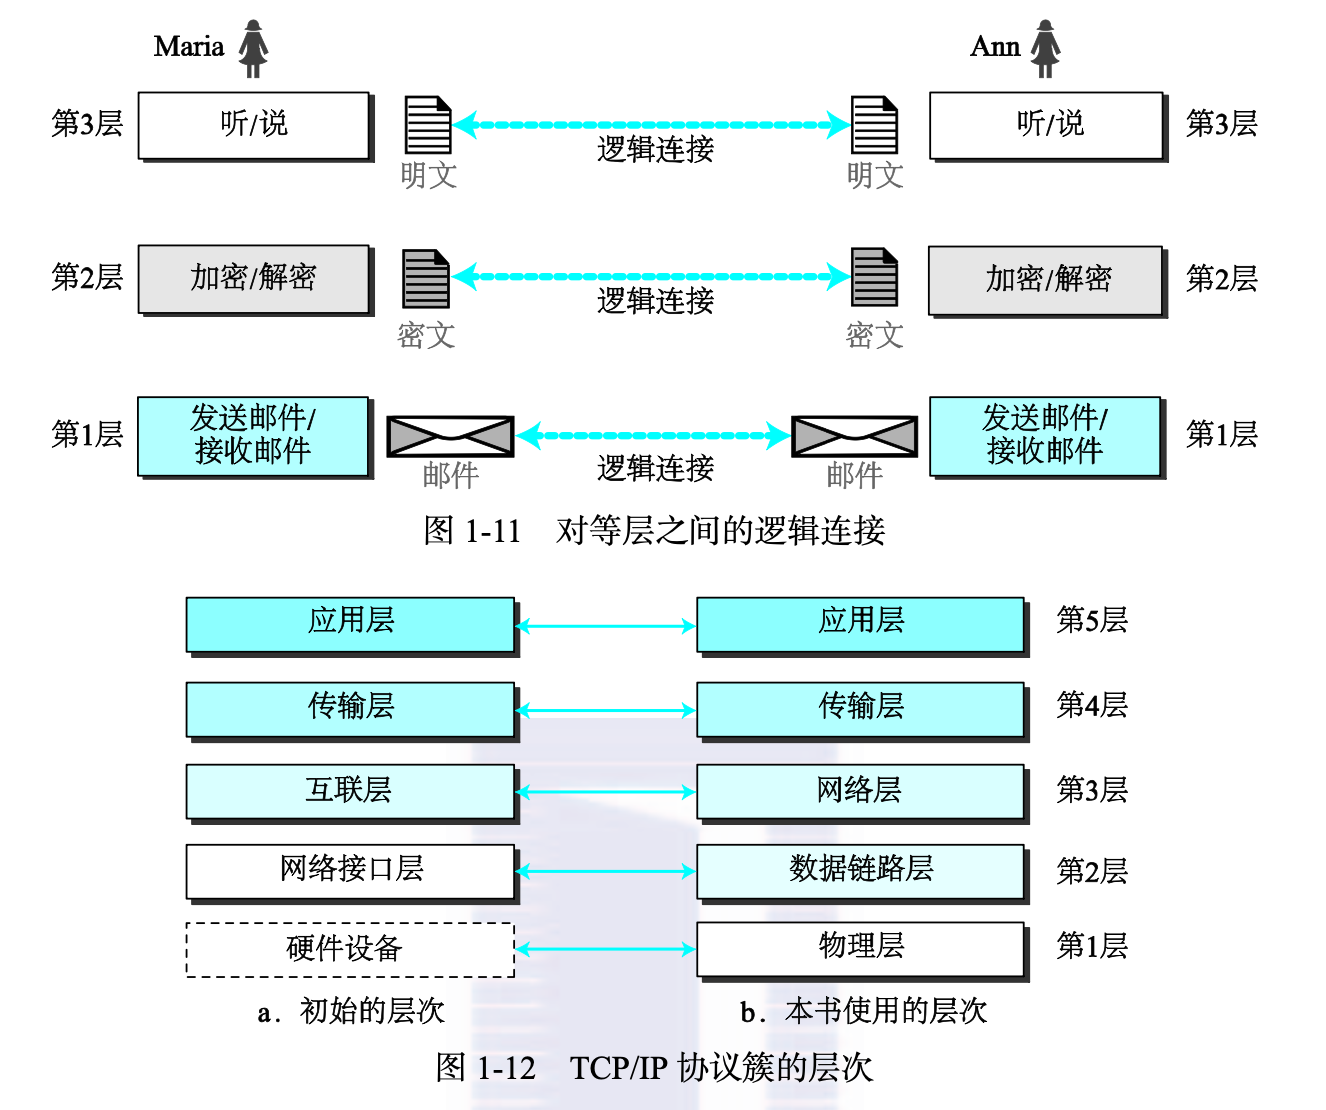 Maria Ann
第3层 听/说 听/说 第3层
逻辑连接
明文 明文
第2层 加密/解密 加密/解密 第2层
逻辑连接
密文 密文
第1层 发送邮件/ 发送邮件/ 第1层
接收邮件 接收邮件
逻辑连接
邮件 邮件
图 1-11 对等层之间的逻辑连接
应用层 应用层 第5层
传输层 传输层 第4层
互联层 网络层 第3层
网络接口层 数据链路层 第2层
硬件设备 物理层 第1层
a. 初始的层次 b. 本书使用的层次
图 1-12 TCP/IP 协议簇的层次